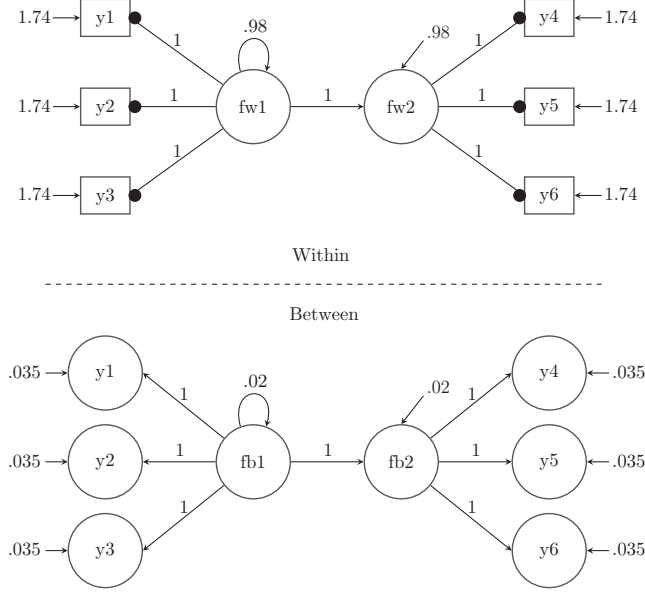 1.74 y1 1 .98 .98 1 y4 1.74
1.74 y2 1 fw1 1 fw2 1 y5 1.74
1.74 y3 1 1 y6 1.74
Within
Between
.035 y1 1 .02 .02 1 y4 .035
.035 y2 1 fb1 1 fb2 1 y5 .035
.035 y3 1 1 y6 .035